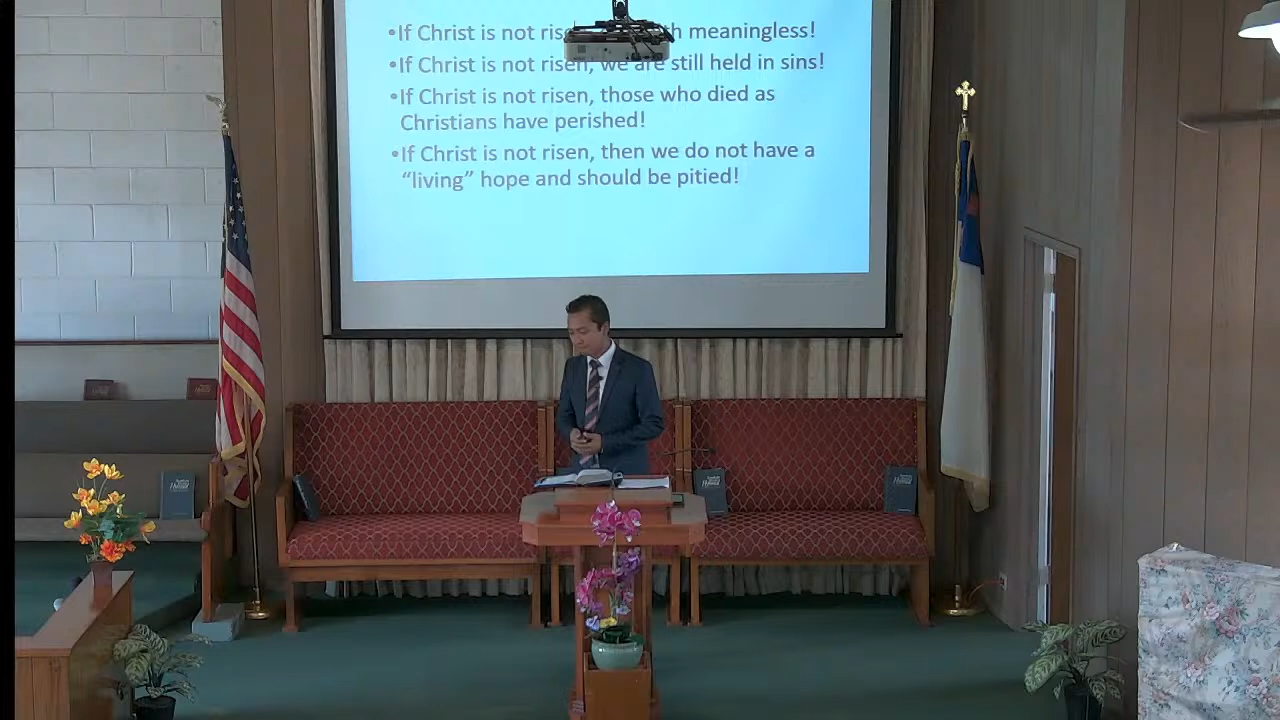 •If Christ is not ris h meaningless!
•If Christ is not risen, we are still held in sins!
•If Christ is not risen, those who died as
Christians have perished!
•If Christ is not risen, then we do not have a
“living” hope and should be pitied!
Hymnal
Hymnal